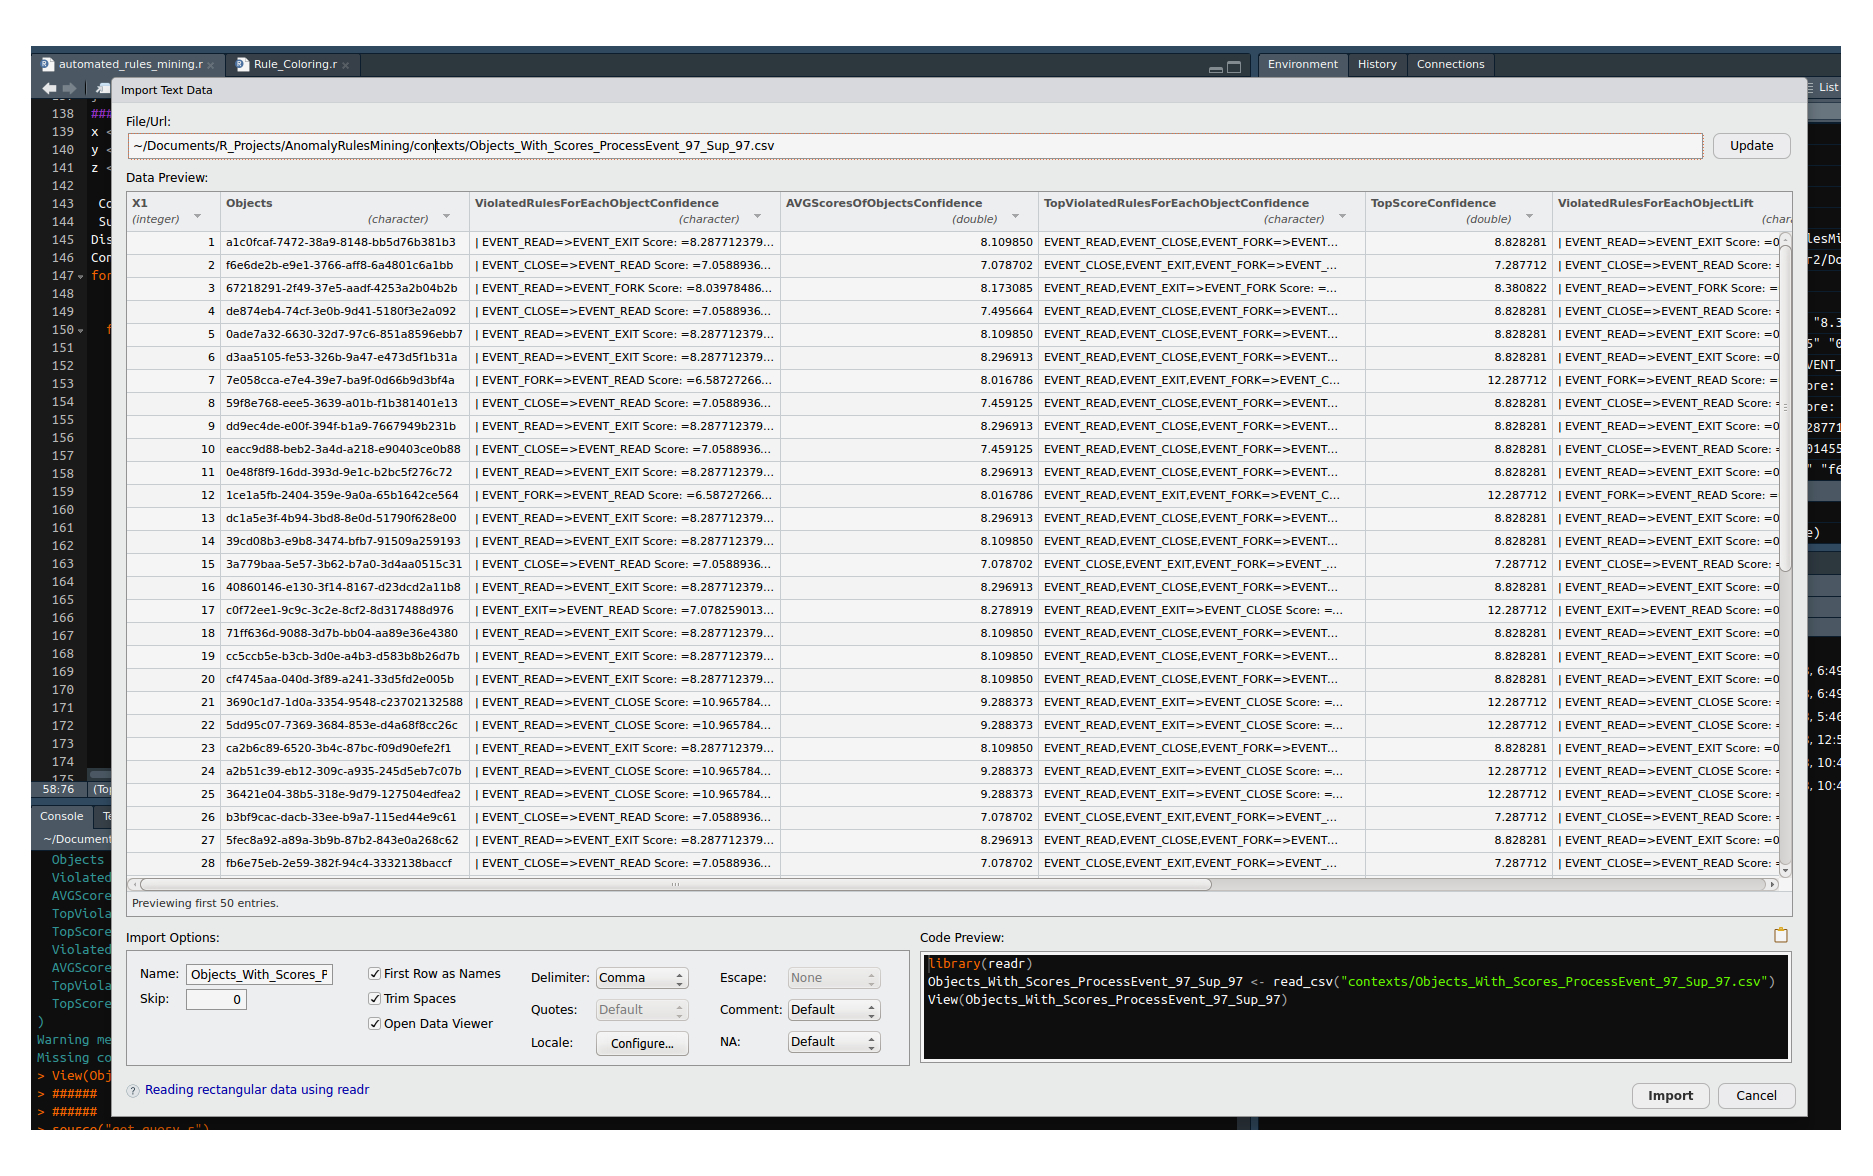 automated_rules_mining.r
Rule_Coloring.r
Environment History Connections
List
Import Text Data
File/Url:
~/Documents/R_Projects/AnomalyRulesMining/contexts/Objects_With_Scores_ProcessEvent_97_Sup_97.csv
Update
Data Preview:
X1 (integer) Objects (character) ViolatedRulesForEachObjectConfidence (character) AVGScoresOfObjectsConfidence (double) TopViolatedRulesForEachObjectConfidence (character) TopScoreConfidence (double) ViolatedRulesForEachObjectLift (char
1 a1c0fcaf-7472-38a9-8148-bb5d76b381b3 | EVENT_READ=>EVENT_EXIT Score: =8.287712379... 8.109850 EVENT_READ,EVENT_CLOSE,EVENT_FORK=>EVENT... 8.828281 | EVENT_READ=>EVENT_EXIT Score: =0
2 f6e6de2b-e9e1-3766-aff8-6a4801c6a1bb | EVENT_CLOSE=>EVENT_READ Score: =7.0588936... 7.078702 EVENT_CLOSE,EVENT_EXIT,EVENT_FORK=>EVENT_... 7.287712 | EVENT_CLOSE=>EVENT_READ Score: =
3 67218291-2f49-37e5-aadf-4253a2b04b2b | EVENT_READ=>EVENT_FORK Score: =8.03978486... 8.173085 EVENT_READ,EVENT_EXIT=>EVENT_FORK Score: =... 8.380822 | EVENT_READ=>EVENT_FORK Score: =
4 de874eb4-74cf-3e0b-9d41-5180f3e2a092 | EVENT_CLOSE=>EVENT_READ Score: =7.0588936... 7.495664 EVENT_READ,EVENT_CLOSE,EVENT_FORK=>EVENT... 8.828281 | EVENT_CLOSE=>EVENT_READ Score: =
5 0ade7a32-6630-32d7-97c6-851a8596ebb7 | EVENT_READ=>EVENT_EXIT Score: =8.287712379... 8.109850 EVENT_READ,EVENT_CLOSE,EVENT_FORK=>EVENT... 8.828281 | EVENT_READ=>EVENT_EXIT Score: =0
6 d3aa5105-fe53-326b-9a47-e473d5f1b31a | EVENT_READ=>EVENT_EXIT Score: =8.287712379... 8.296913 EVENT_READ,EVENT_CLOSE,EVENT_FORK=>EVENT... 8.828281 | EVENT_READ=>EVENT_EXIT Score: =0
7 7e058cca-e7e4-39e7-ba9f-0d66b9d3bf4a | EVENT_FORK=>EVENT_READ Score: =6.58727266... 8.016786 EVENT_READ,EVENT_EXIT,EVENT_FORK=>EVENT_C... 12.287712 | EVENT_FORK=>EVENT_READ Score: =
8 59f8e768-eee5-3639-a01b-f1b381401e13 | EVENT_CLOSE=>EVENT_READ Score: =7.0588936... 7.459125 EVENT_READ,EVENT_CLOSE,EVENT_FORK=>EVENT... 8.828281 | EVENT_CLOSE=>EVENT_READ Score: =
9 dd9ec4de-e00f-394f-b1a9-7667949b231b | EVENT_READ=>EVENT_EXIT Score: =8.287712379... 8.296913 EVENT_READ,EVENT_CLOSE,EVENT_FORK=>EVENT... 8.828281 | EVENT_READ=>EVENT_EXIT Score: =0
10 eacc9d88-beb2-3a4d-a218-e90403ce0b88 | EVENT_CLOSE=>EVENT_READ Score: =7.0588936... 7.459125 EVENT_READ,EVENT_CLOSE,EVENT_FORK=>EVENT... 8.828281 | EVENT_CLOSE=>EVENT_READ Score: =
11 0e48f8f9-16dd-393d-9e1c-b2bc5f276c72 | EVENT_READ=>EVENT_EXIT Score: =8.287712379... 8.296913 EVENT_READ,EVENT_CLOSE,EVENT_FORK=>EVENT... 8.828281 | EVENT_READ=>EVENT_EXIT Score: =0
12 1ce1a5fb-2404-359e-9a0a-65b1642ce564 | EVENT_FORK=>EVENT_READ Score: =6.58727266... 8.016786 EVENT_READ,EVENT_EXIT,EVENT_FORK=>EVENT_C... 12.287712 | EVENT_FORK=>EVENT_READ Score: =
13 dc1a5e3f-4b94-3bd8-8e0d-51790f628e00 | EVENT_READ=>EVENT_EXIT Score: =8.287712379... 8.296913 EVENT_READ,EVENT_CLOSE,EVENT_FORK=>EVENT... 8.828281 | EVENT_READ=>EVENT_EXIT Score: =0
14 39cd08b3-e9b8-3474-bfb7-91509a259193 | EVENT_READ=>EVENT_EXIT Score: =8.287712379... 8.109850 EVENT_READ,EVENT_CLOSE,EVENT_FORK=>EVENT... 8.828281 | EVENT_READ=>EVENT_EXIT Score: =0
15 3a779baa-5e57-3b62-b7a0-3d4aa0515c31 | EVENT_CLOSE=>EVENT_READ Score: =7.0588936... 7.078702 EVENT_CLOSE,EVENT_EXIT,EVENT_FORK=>EVENT_... 7.287712 | EVENT_CLOSE=>EVENT_READ Score: =
16 40860146-e130-3f14-8167-d23dcd2a11b8 | EVENT_READ=>EVENT_EXIT Score: =8.287712379... 8.296913 EVENT_READ,EVENT_CLOSE,EVENT_FORK=>EVENT... 8.828281 | EVENT_READ=>EVENT_EXIT Score: =0
17 c0f72ee1-9c9c-3c2e-8cf2-8d317488d976 | EVENT_EXIT=>EVENT_READ Score: =7.078259013... 8.278919 EVENT_READ,EVENT_EXIT=>EVENT_CLOSE Score: =... 12.287712 | EVENT_EXIT=>EVENT_READ Score: =0
18 71ff636d-9088-3d7b-bb04-aa89e36e4380 | EVENT_READ=>EVENT_EXIT Score: =8.287712379... 8.109850 EVENT_READ,EVENT_CLOSE,EVENT_FORK=>EVENT... 8.828281 | EVENT_READ=>EVENT_EXIT Score: =0
19 cc5ccb5e-b3cb-3d0e-a4b3-d583b8b26d7b | EVENT_READ=>EVENT_EXIT Score: =8.287712379... 8.109850 EVENT_READ,EVENT_CLOSE,EVENT_FORK=>EVENT... 8.828281 | EVENT_READ=>EVENT_EXIT Score: =0
20 cf4745aa-040d-3f89-a241-33d5fd2e005b | EVENT_READ=>EVENT_EXIT Score: =8.287712379... 8.109850 EVENT_READ,EVENT_CLOSE,EVENT_FORK=>EVENT... 8.828281 | EVENT_READ=>EVENT_EXIT Score: =0
21 3690c1d7-1d0a-3354-9548-c23702132588 | EVENT_READ=>EVENT_CLOSE Score: =10.965784... 9.288373 EVENT_READ,EVENT_EXIT=>EVENT_CLOSE Score: =... 12.287712 | EVENT_READ=>EVENT_CLOSE Score: =
22 5dd95c07-7369-3684-853e-d4a68f8cc26c | EVENT_READ=>EVENT_CLOSE Score: =10.965784... 9.288373 EVENT_READ,EVENT_EXIT=>EVENT_CLOSE Score: =... 12.287712 | EVENT_READ=>EVENT_CLOSE Score: =
23 ca2b6c89-6520-3b4c-87bc-f09d90efe2f1 | EVENT_READ=>EVENT_EXIT Score: =8.287712379... 8.109850 EVENT_READ,EVENT_CLOSE,EVENT_FORK=>EVENT... 8.828281 | EVENT_READ=>EVENT_EXIT Score: =0
24 a2b51c39-eb12-309c-a935-245d5eb7c07b | EVENT_READ=>EVENT_CLOSE Score: =10.965784... 9.288373 EVENT_READ,EVENT_EXIT=>EVENT_CLOSE Score: =... 12.287712 | EVENT_READ=>EVENT_CLOSE Score: =
25 36421e04-38b5-318e-9d79-127504edfea2 | EVENT_READ=>EVENT_CLOSE Score: =10.965784... 9.288373 EVENT_READ,EVENT_EXIT=>EVENT_CLOSE Score: =... 12.287712 | EVENT_READ=>EVENT_CLOSE Score: =
26 b3bf9cac-dacb-33ee-b9a7-115ed44e9c61 | EVENT_CLOSE=>EVENT_READ Score: =7.0588936... 7.078702 EVENT_CLOSE,EVENT_EXIT,EVENT_FORK=>EVENT_... 7.287712 | EVENT_CLOSE=>EVENT_READ Score: =
27 5fec8a92-a89a-3b9b-87b2-843e0a268c62 | EVENT_READ=>EVENT_EXIT Score: =8.287712379... 8.296913 EVENT_READ,EVENT_CLOSE,EVENT_FORK=>EVENT... 8.828281 | EVENT_READ=>EVENT_EXIT Score: =0
28 fb6e75eb-2e59-382f-94c4-3332138baccf | EVENT_CLOSE=>EVENT_READ Score: =7.0588936... 7.078702 EVENT_CLOSE,EVENT_EXIT,EVENT_FORK=>EVENT_... 7.287712 | EVENT_CLOSE=>EVENT_READ Score: =
Previewing first 50 entries.
Import Options:
Name: Objects_With_Scores_P
Skip: 0
First Row as Names
Trim Spaces
Open Data Viewer
Delimiter: Comma
Quotes: Default
Locale: Configure...
Escape: None
Comment: Default
NA: Default
Code Preview:
library(readr)
Objects_With_Scores_ProcessEvent_97_Sup_97 <- read_csv("contexts/Objects_With_Scores_ProcessEvent_97_Sup_97.csv")
View(Objects_With_Scores_ProcessEvent_97_Sup_97)
Reading rectangular data using readr
Import Cancel
138 ###
139 x <
140 y <
141 z <
142
143 Co
144 Su
145 Dis
146 Con
147 for
148
149
150 f
151
152
153
154
155
156
157
158
159
160
161
162
163
164
165
166
167
168
169
170
171
172
173
174
175
58:76 (Top
Console Te
~/Document
Objects
Violated
AVGScore
TopViola
TopScore
Violated
AVGScore
TopViola
TopScore
)
Warning me
Missing co
> View(Obj
> ######
> ######
> source("get_query.r")